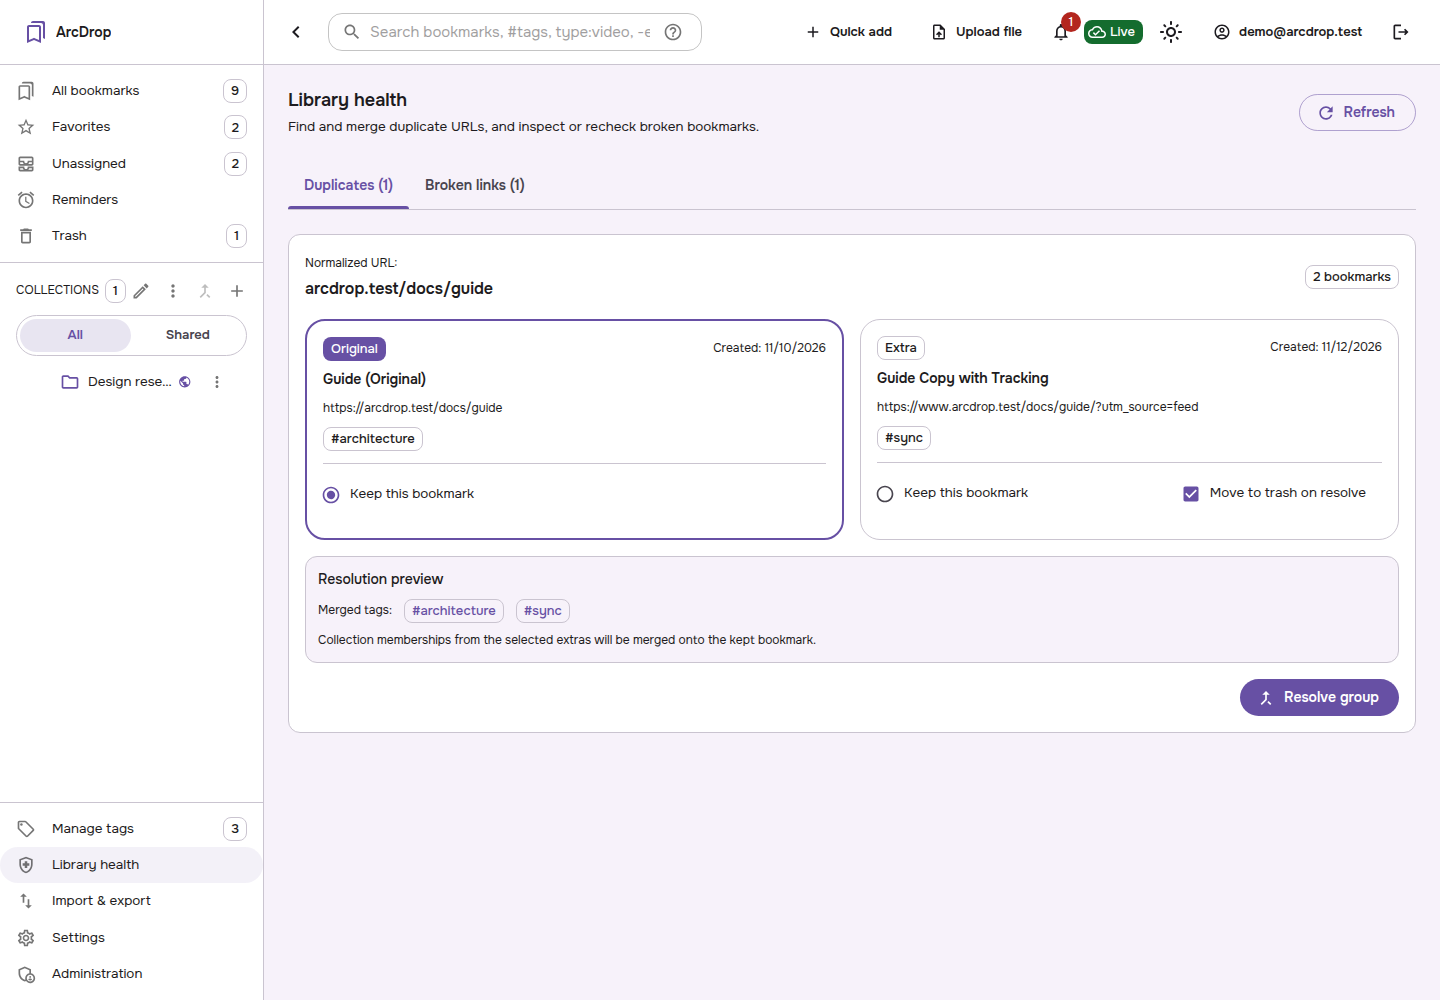 ArcDrop
Search bookmarks, #tags, type:video, -e
Quick add
Upload file
1
Live
demo@arcdrop.test
All bookmarks 9
Favorites 2
Unassigned 2
Reminders
Trash 1
COLLECTIONS 1
All Shared
Design rese...
Manage tags 3
Library health
Import & export
Settings
Administration
Library health
Find and merge duplicate URLs, and inspect or recheck broken bookmarks.
Refresh
Duplicates (1) Broken links (1)
Normalized URL:
arcdrop.test/docs/guide
2 bookmarks
Original Created: 11/10/2026
Guide (Original)
https://arcdrop.test/docs/guide
#architecture
Keep this bookmark
Extra Created: 11/12/2026
Guide Copy with Tracking
https://www.arcdrop.test/docs/guide/?utm_source=feed
#sync
Keep this bookmark Move to trash on resolve
Resolution preview
Merged tags: #architecture #sync
Collection memberships from the selected extras will be merged onto the kept bookmark.
Resolve group